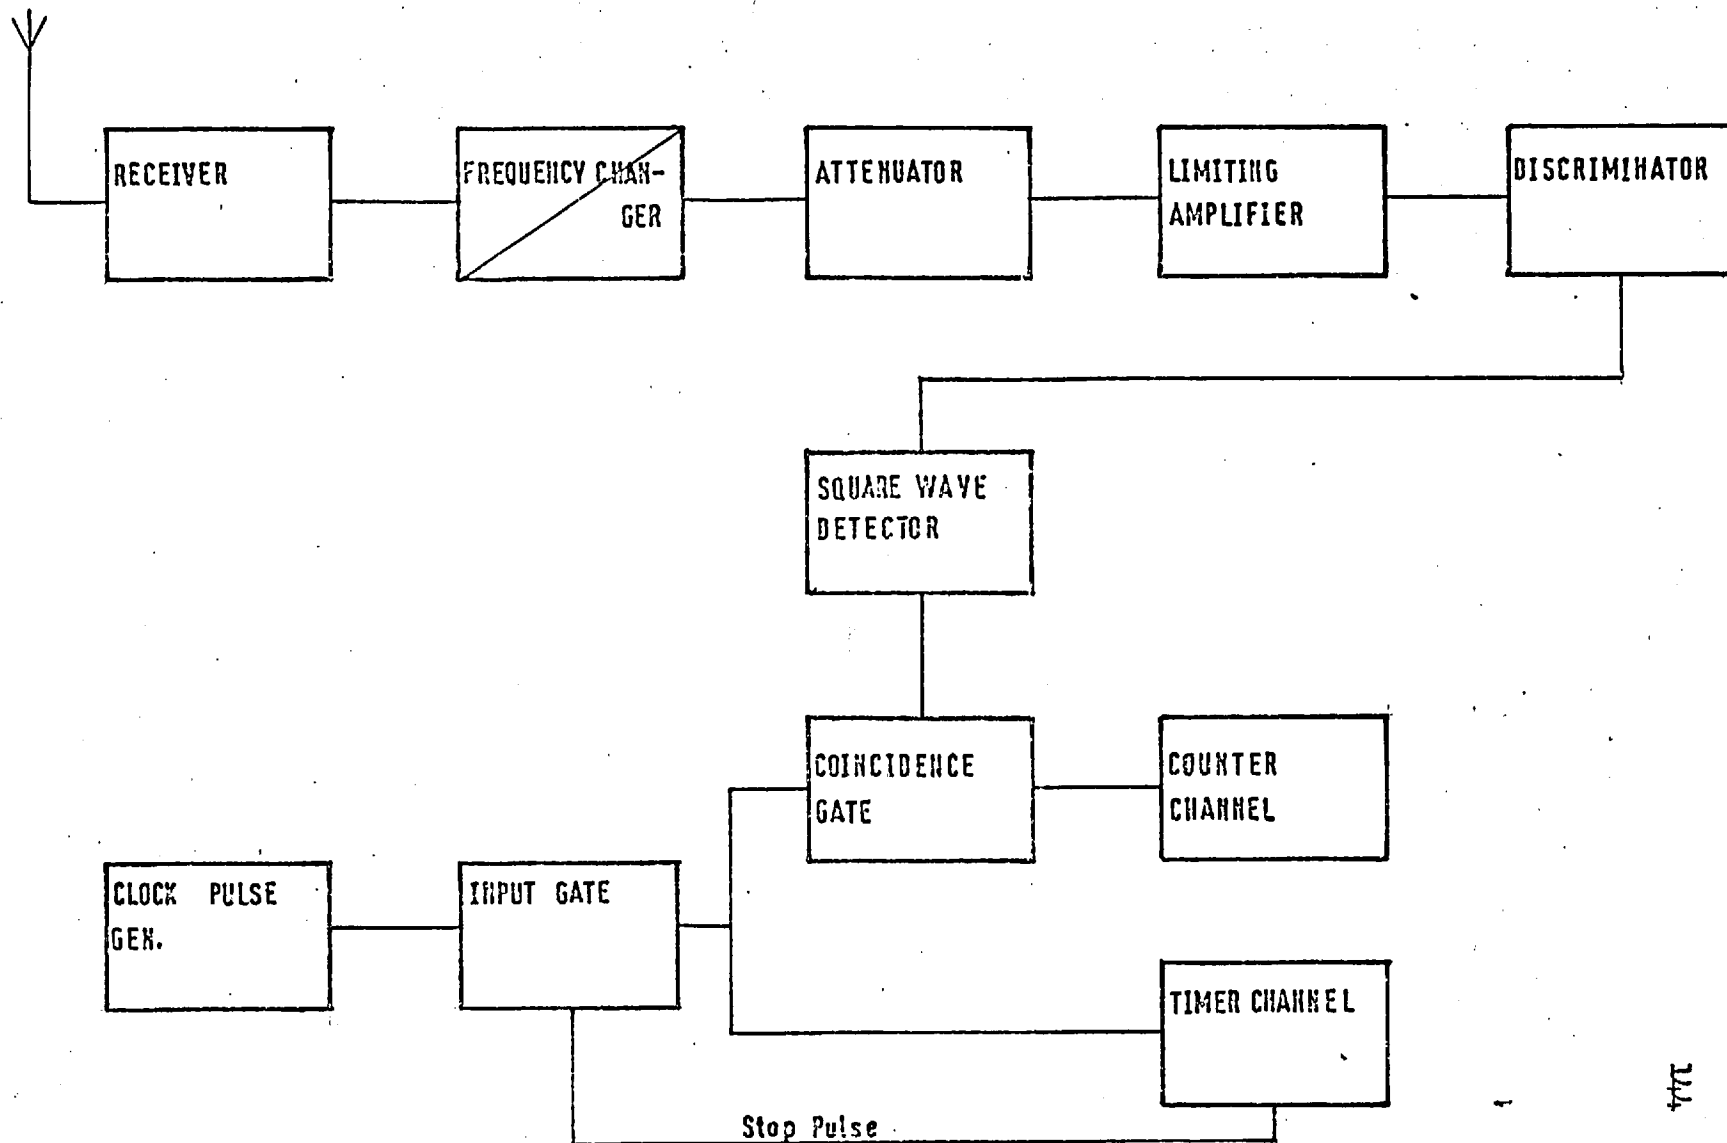 RECEIVER
FREQUENCY CHAN-
GER
ATTENUATOR
LIMITING
AMPLIFIER
DISCRIMINATOR
SQUARE WAVE
DETECTOR
COINCIDENCE
GATE
COUNTER
CHANNEL
CLOCK PULSE
GEN.
INPUT GATE
TIMER CHANNEL
Stop Pulse